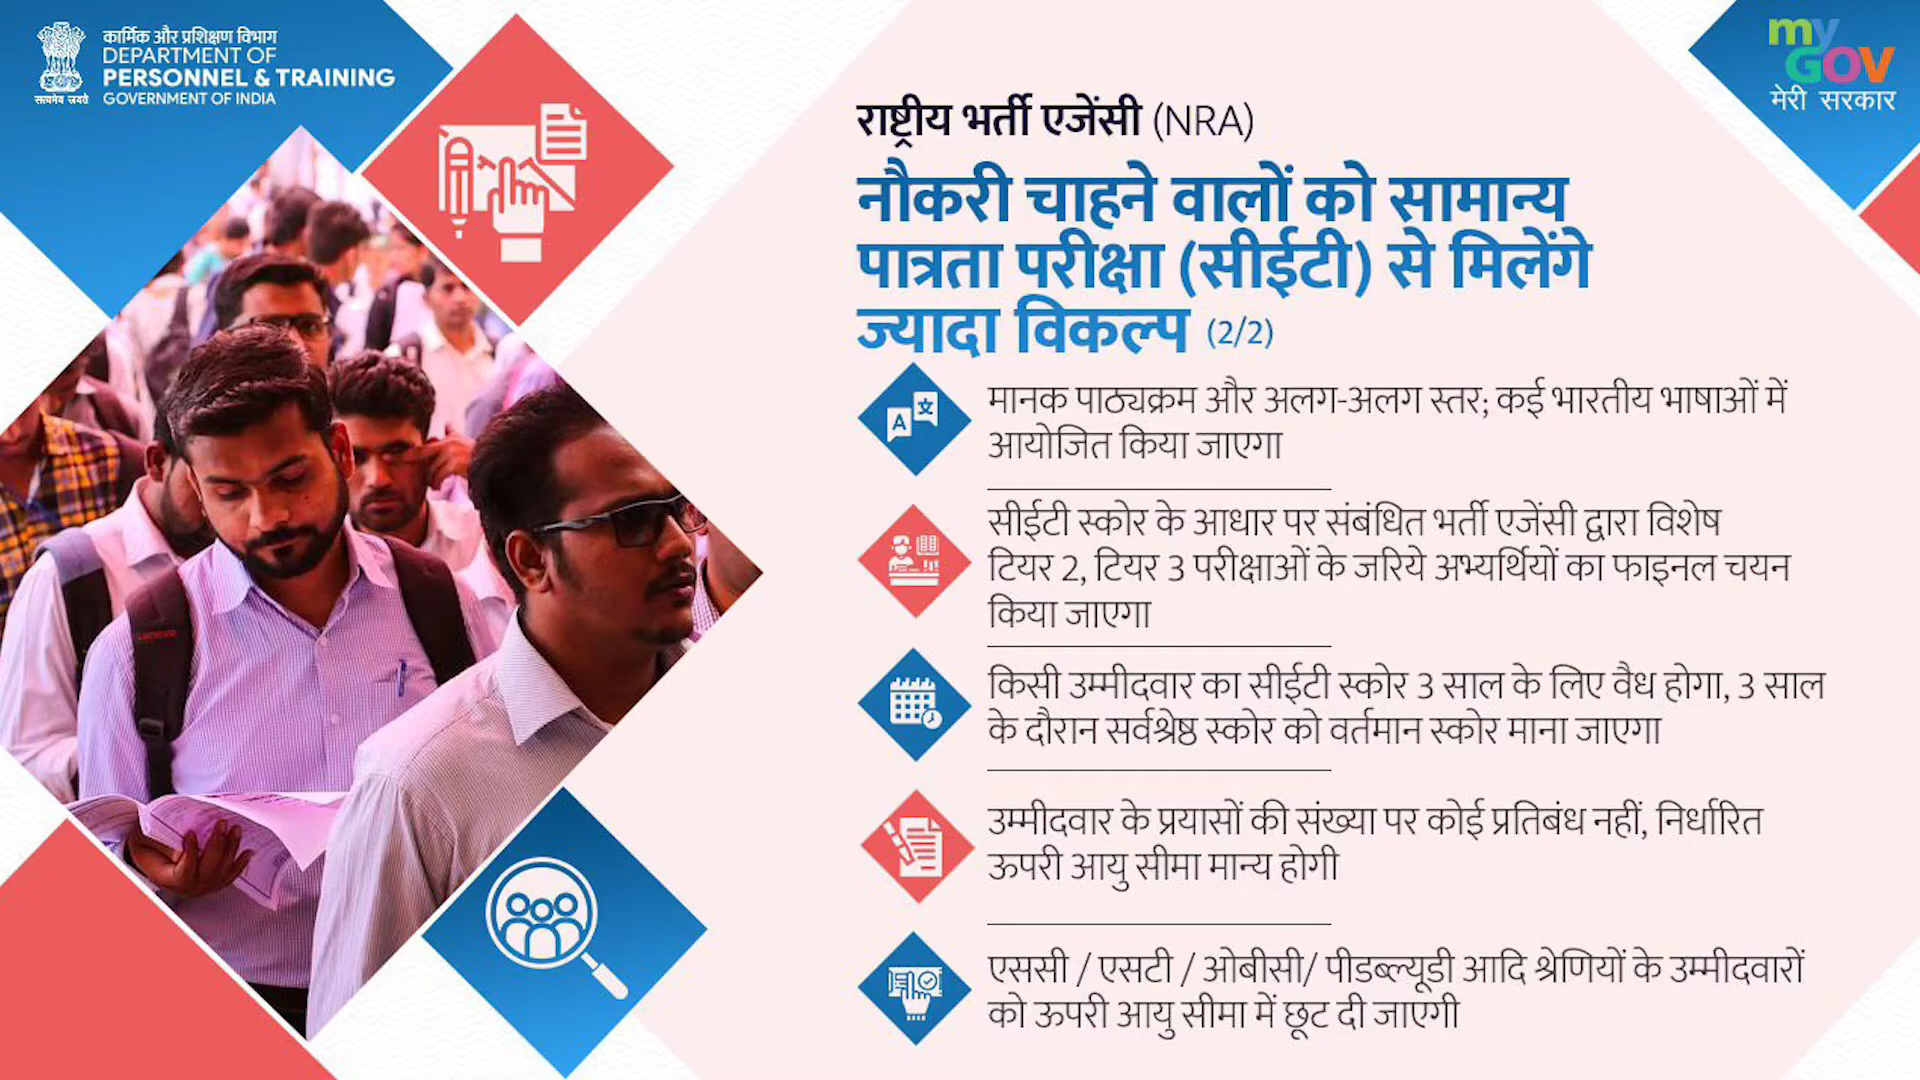 कार्मिक और प्रशिक्षण विभाग
DEPARTMENT OF
PERSONNEL & TRAINING
GOVERNMENT OF INDIA
सत्यमेव जयते
my
GOV
मेरी सरकार
राष्ट्रीय भर्ती एजेंसी (NRA)
नौकरी चाहने वालों को सामान्य
पात्रता परीक्षा (सीईटी) से मिलेंगे
ज्यादा विकल्प (2/2)
A 文
मानक पाठ्यक्रम और अलग-अलग स्तर; कई भारतीय भाषाओं में
आयोजित किया जाएगा
सीईटी स्कोर के आधार पर संबंधित भर्ती एजेंसी द्वारा विशेष
टियर 2, टियर 3 परीक्षाओं के जरिये अभ्यर्थियों का फाइनल चयन
किया जाएगा
किसी उम्मीदवार का सीईटी स्कोर 3 साल के लिए वैध होगा, 3 साल
के दौरान सर्वश्रेष्ठ स्कोर को वर्तमान स्कोर माना जाएगा
उम्मीदवार के प्रयासों की संख्या पर कोई प्रतिबंध नहीं, निर्धारित
ऊपरी आयु सीमा मान्य होगी
एससी / एसटी / ओबीसी/ पीडब्ल्यूडी आदि श्रेणियों के उम्मीदवारों
को ऊपरी आयु सीमा में छूट दी जाएगी
Lenovo